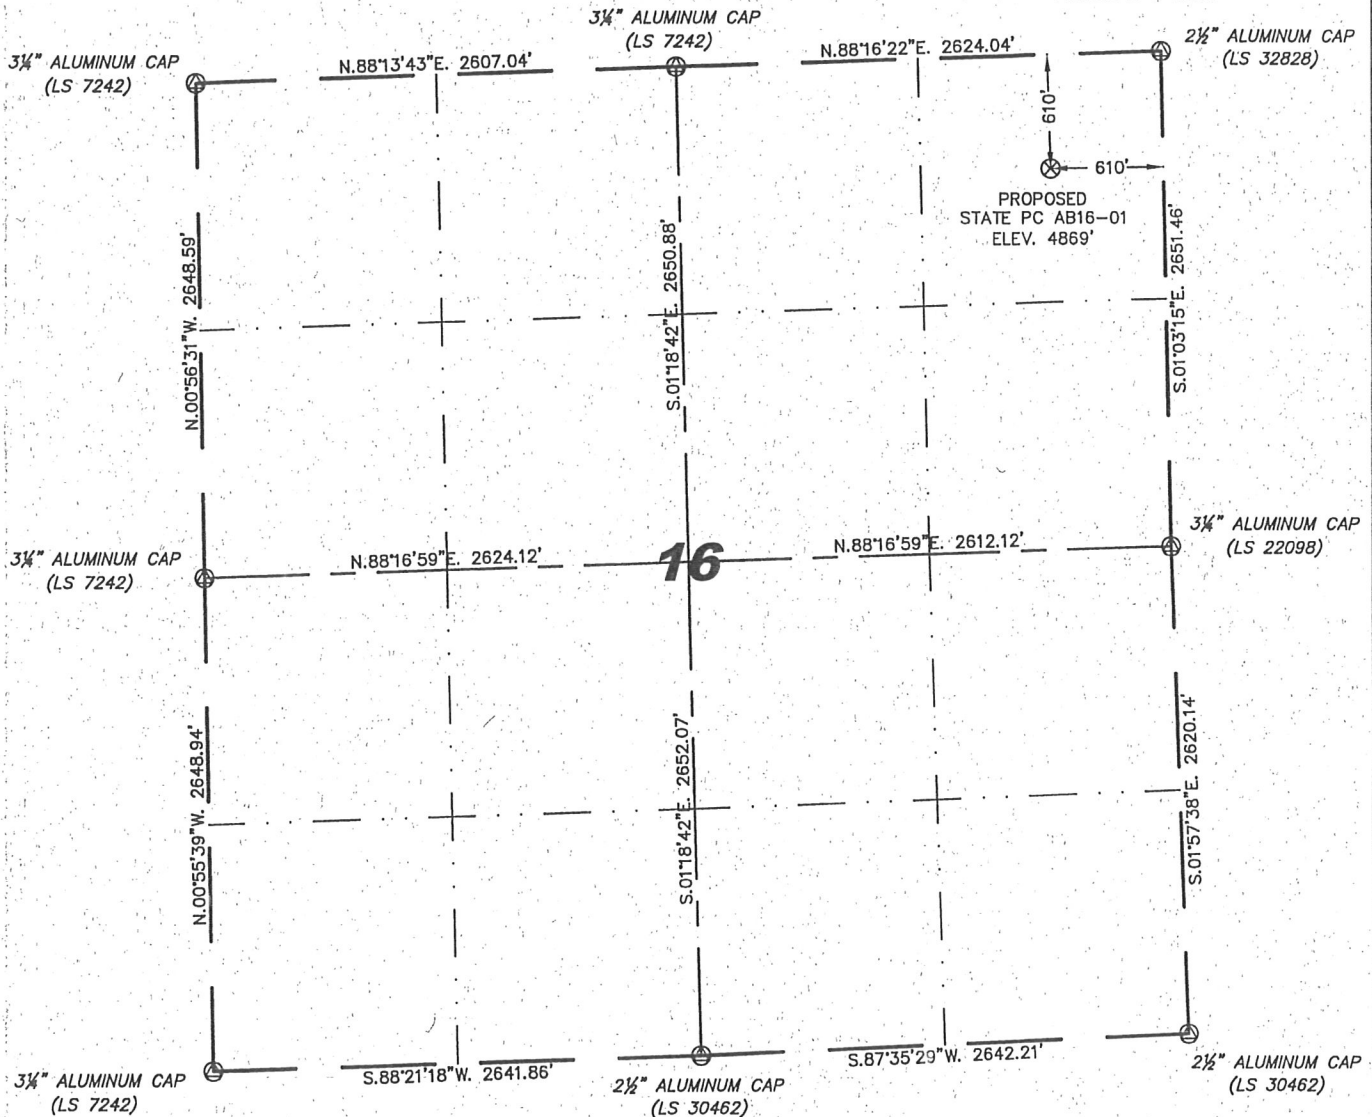 3¼" ALUMINUM CAP
(LS 7242)
3¼" ALUMINUM CAP
(LS 7242)
2½" ALUMINUM CAP
(LS 32828)
N.88°13'43"E. 2607.04'
N.88°16'22"E. 2624.04'
610'
610'
PROPOSED
STATE PC AB16-01
ELEV. 4869'
N.00°56'31"W. 2648.59'
S.01°18'42"E. 2650.88'
S.01°03'15"E. 2651.46'
3¼" ALUMINUM CAP
(LS 7242)
N.88°16'59"E. 2624.12'
16
N.88°16'59"E. 2612.12'
3¼" ALUMINUM CAP
(LS 22098)
N.00°55'39"W. 2648.94'
S.01°18'42"E. 2652.07'
S.01°57'38"E. 2620.14'
3¼" ALUMINUM CAP
(LS 7242)
S.88°21'18"W. 2641.86'
2½" ALUMINUM CAP
(LS 30462)
S.87°35'29"W. 2642.21'
2½" ALUMINUM CAP
(LS 30462)